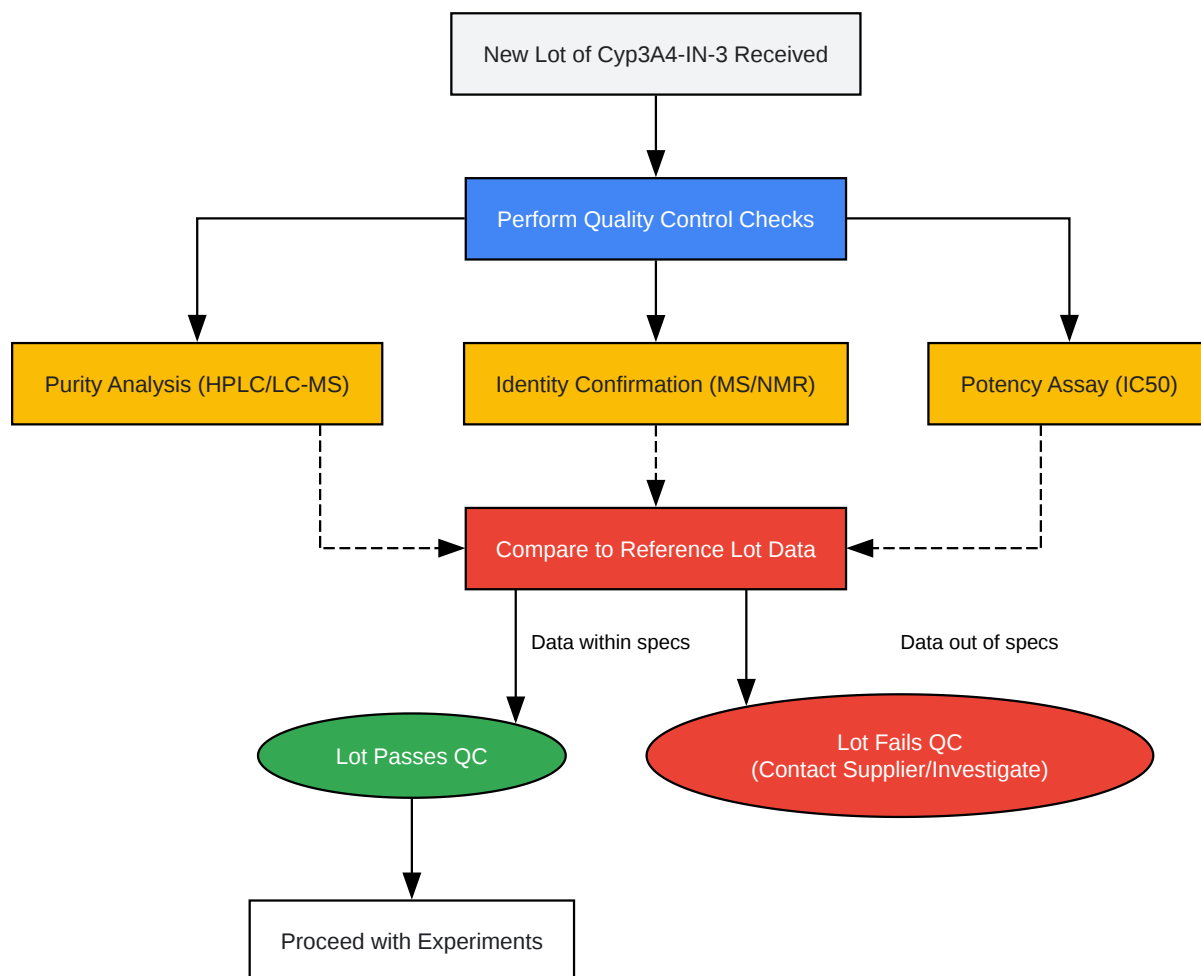 New Lot of Cyp3A4-IN-3 Received
Perform Quality Control Checks
Purity Analysis (HPLC/LC-MS)
Identity Confirmation (MS/NMR)
Potency Assay (IC50)
Compare to Reference Lot Data
Data within specs
Data out of specs
Lot Passes QC
Lot Fails QC
(Contact Supplier/Investigate)
Proceed with Experiments